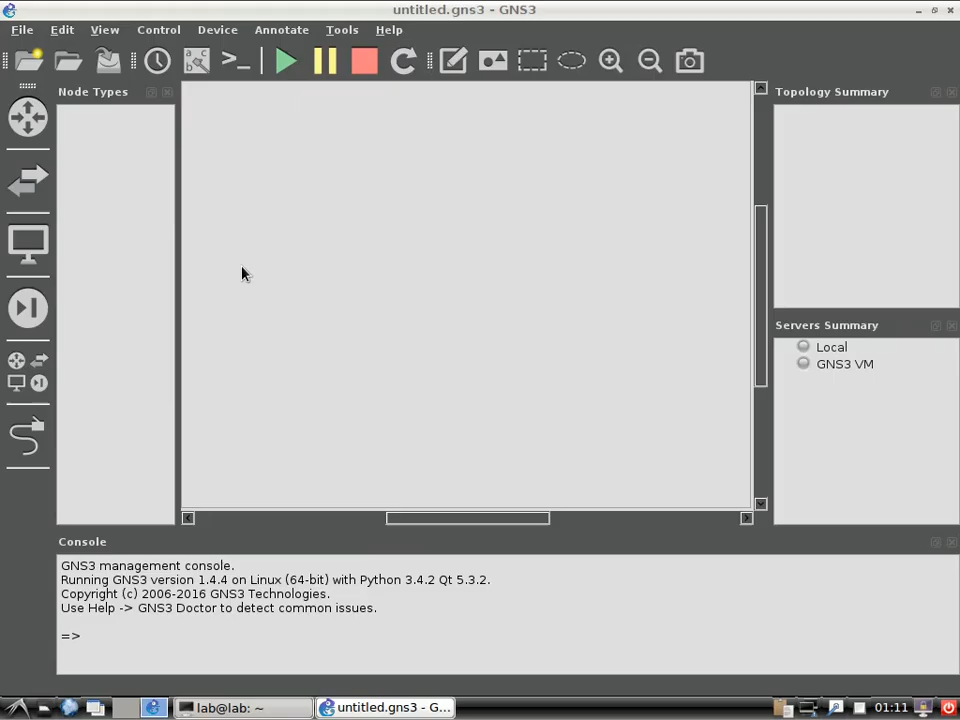 untitled.gns3 - GNS3
File Edit View Control Device Annotate Tools Help
a c
b
>_
Node Types
Topology Summary
Servers Summary
Local
GNS3 VM
Console
GNS3 management console.
Running GNS3 version 1.4.4 on Linux (64-bit) with Python 3.4.2 Qt 5.3.2.
Copyright (c) 2006-2016 GNS3 Technologies.
Use Help -> GNS3 Doctor to detect common issues.
=>
lab@lab: ~
untitled.gns3 - G...
01:11